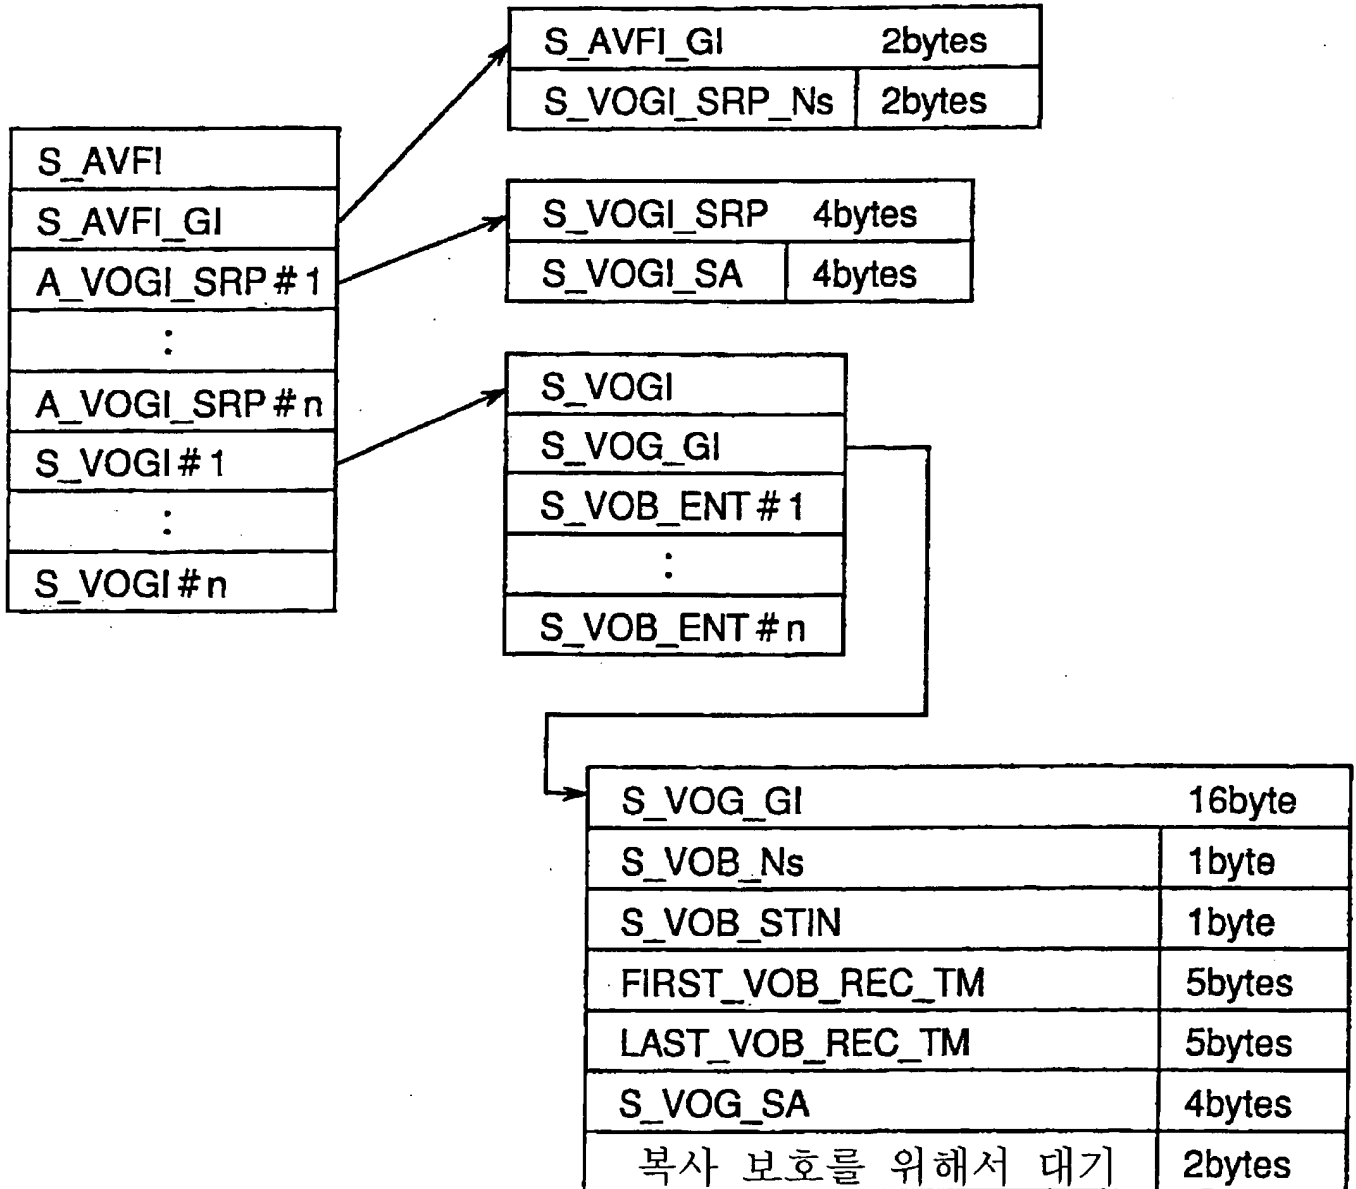 S_AVFI_GI 2bytes
S_VOGI_SRP_Ns 2bytes
S_AVFI
S_AVFI_GI
A_VOGI_SRP#1
:
A_VOGI_SRP#n
S_VOGI#1
:
S_VOGI#n
S_VOGI_SRP 4bytes
S_VOGI_SA 4bytes
S_VOGI
S_VOG_GI
S_VOB_ENT#1
:
S_VOB_ENT#n
S_VOG_GI 16byte
S_VOB_Ns 1byte
S_VOB_STIN 1byte
FIRST_VOB_REC_TM 5bytes
LAST_VOB_REC_TM 5bytes
S_VOG_SA 4bytes
복사 보호를 위해서 대기 2bytes